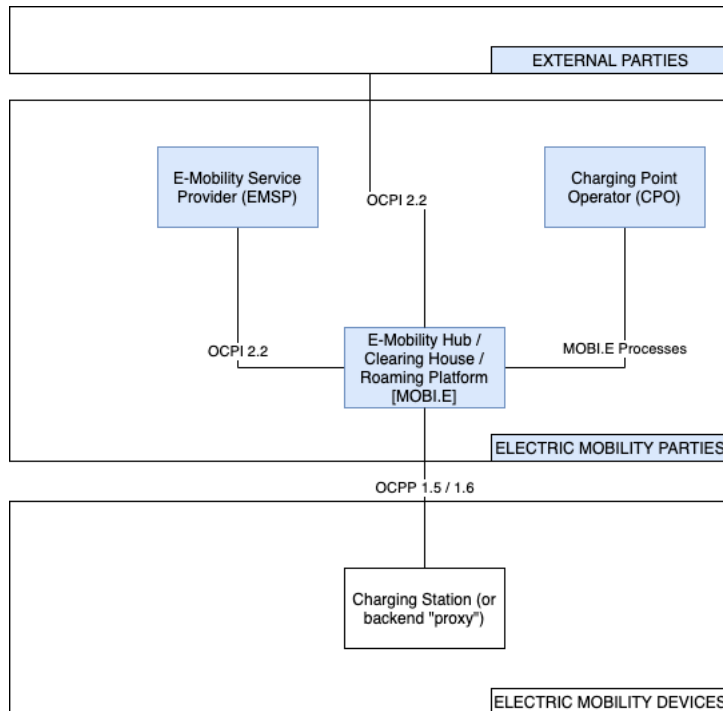 EXTERNAL PARTIES
E-Mobility Service
Provider (EMSP)
OCPI 2.2
Charging Point
Operator (CPO)
OCPI 2.2
E-Mobility Hub /
Clearing House /
Roaming Platform
[MOBI.E]
MOBI.E Processes
ELECTRIC MOBILITY PARTIES
OCPP 1.5 / 1.6
Charging Station (or
backend "proxy")
ELECTRIC MOBILITY DEVICES